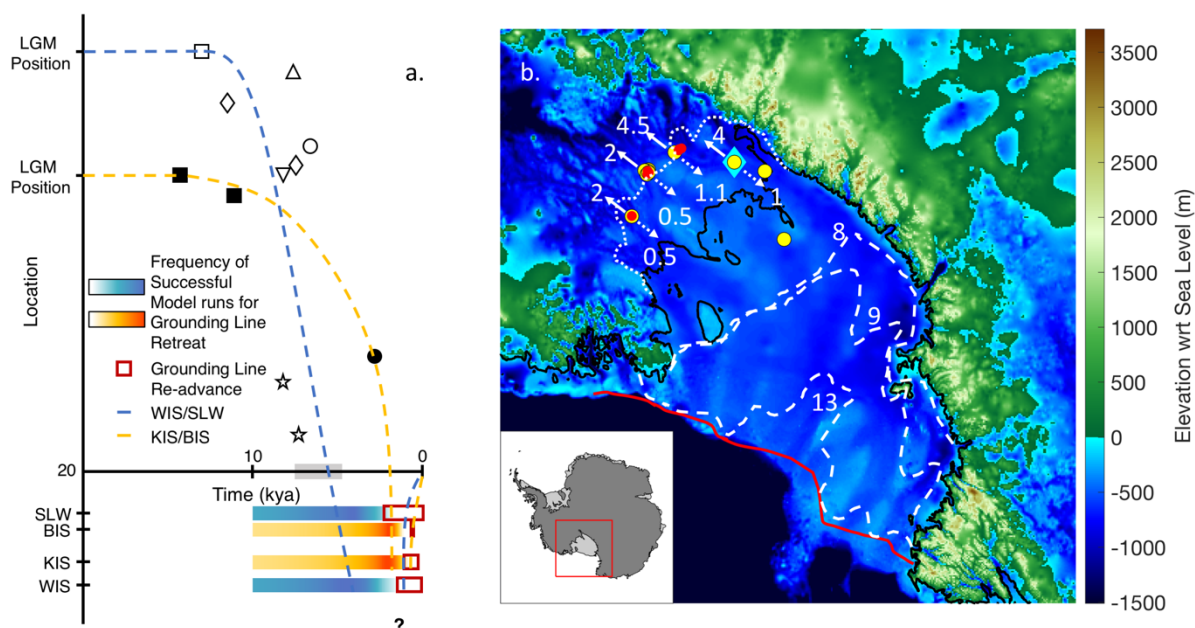 LGM
Position
a.
LGM
Position
Location
Frequency of
Successful
Model runs for
Grounding Line
Retreat
Grounding Line
Re-advance
WIS/SLW
KIS/BIS
20
10
0
Time (kya)
SLW
BIS
KIS
WIS
?
b.
4.5
4
2
1.1
1
2
0.5
0.5
8
9
13
3500
3000
2500
2000
1500
1000
500
0
-500
-1000
-1500
Elevation wrt Sea Level (m)